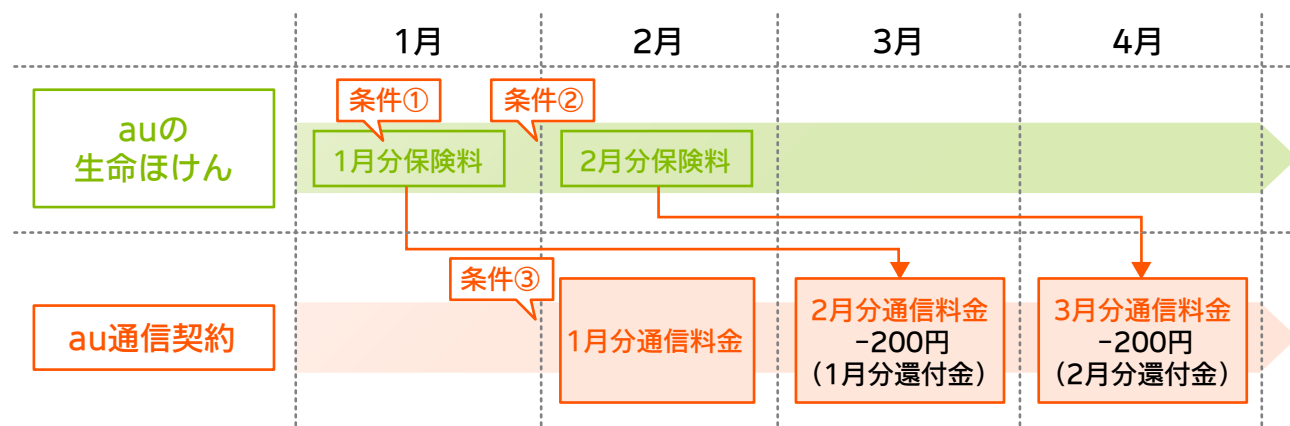 1月
2月
3月
4月
条件①
条件②
auの
生命ほけん
1月分保険料
2月分保険料
条件③
au通信契約
1月分通信料金
2月分通信料金
-200円
（1月分還付金）
3月分通信料金
-200円
（2月分還付金）